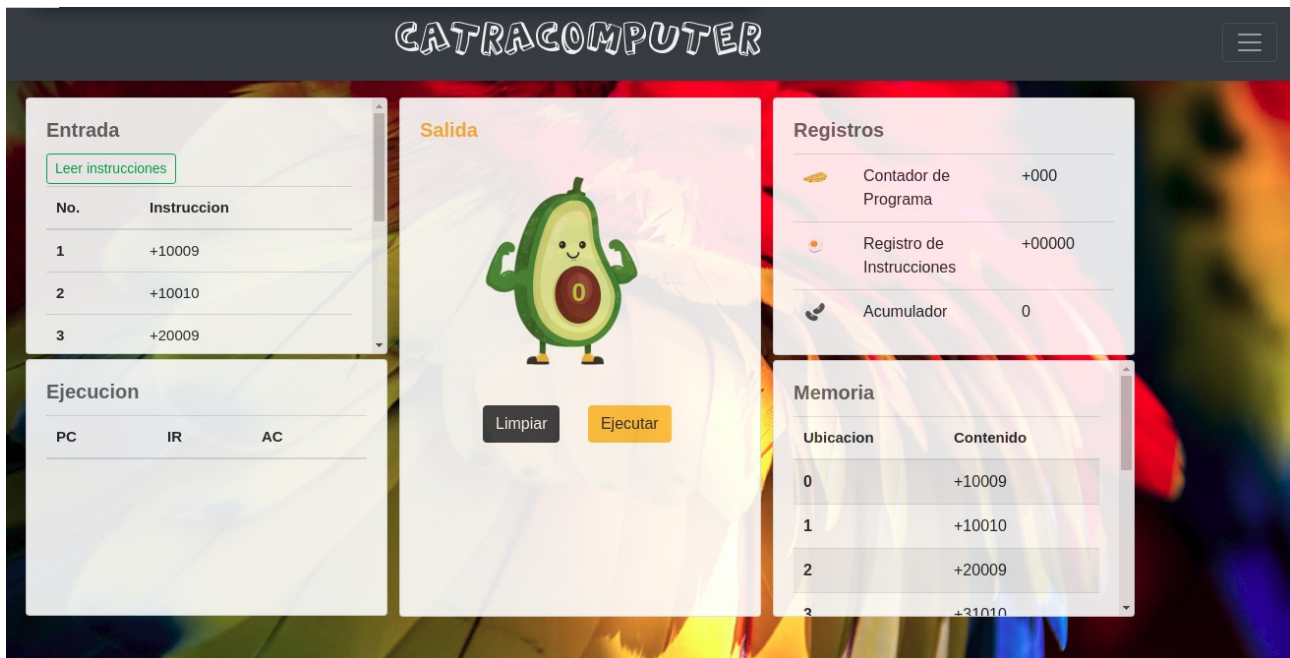 CATRACOMPUTER
Entrada
Leer instrucciones
No. Instruccion
1 +10009
2 +10010
3 +20009
Ejecucion
PC IR AC
Salida
0
Limpiar Ejecutar
Registros
Contador de +000
Programa
Registro de +00000
Instrucciones
Acumulador 0
Memoria
Ubicacion Contenido
0 +10009
1 +10010
2 +20009
3 +31010